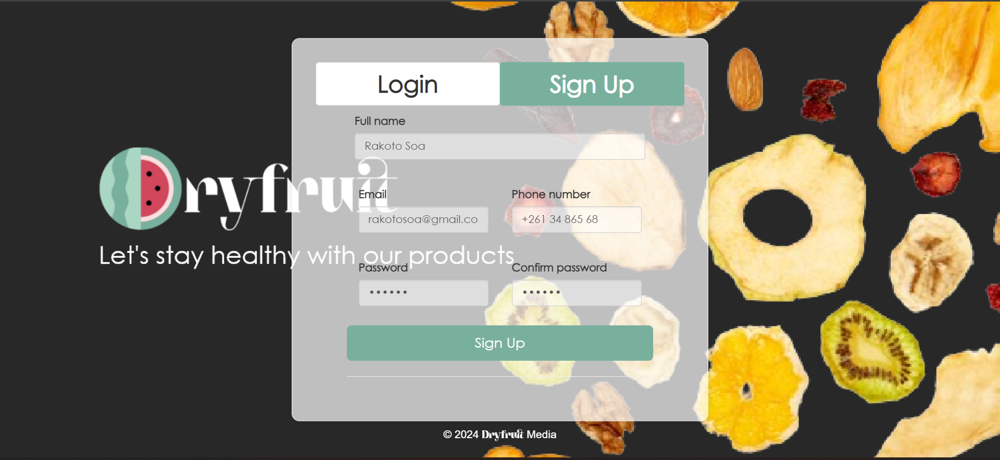 Login
Sign Up
Full name
Rakoto Soa
Dryfruit
Email
Phone number
rakotosoa@gmail.co
+261 34 865 68
Let's stay healthy with our products
Password
Confirm password
••••••
••••••
Sign Up
© 2024 Dryfruit Media